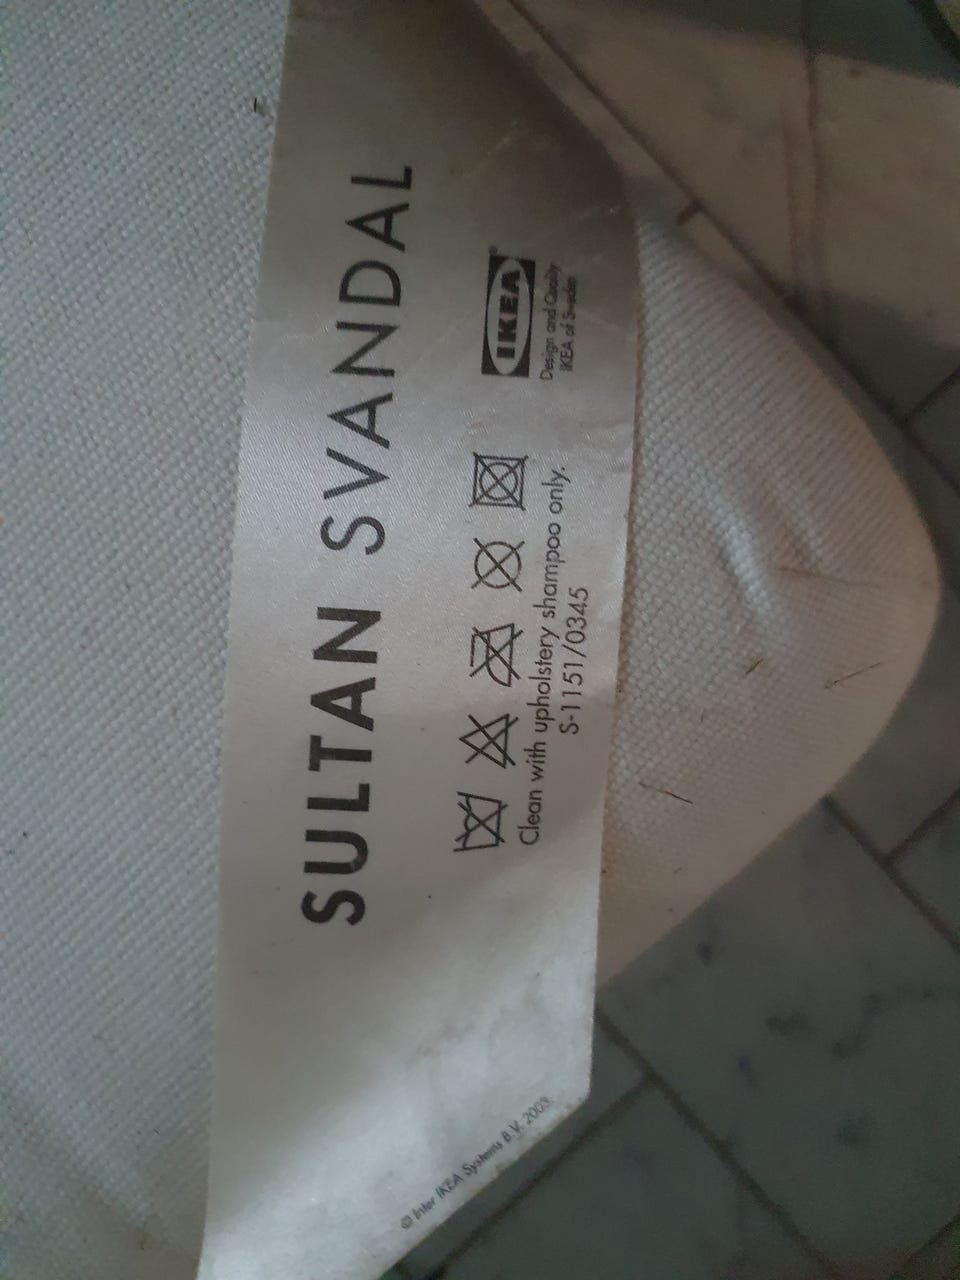 SULTAN SVANDAL
IKEA®
Design and Quality
IKEA of Sweden
Clean with upholstery shampoo only.
S-1151/0345
© Inter IKEA Systems B.V. 2003